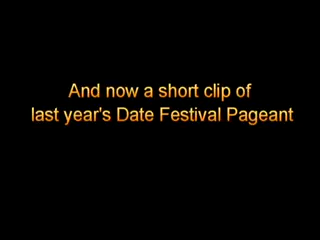 And now a short clip of
last year's Date Festival Pageant